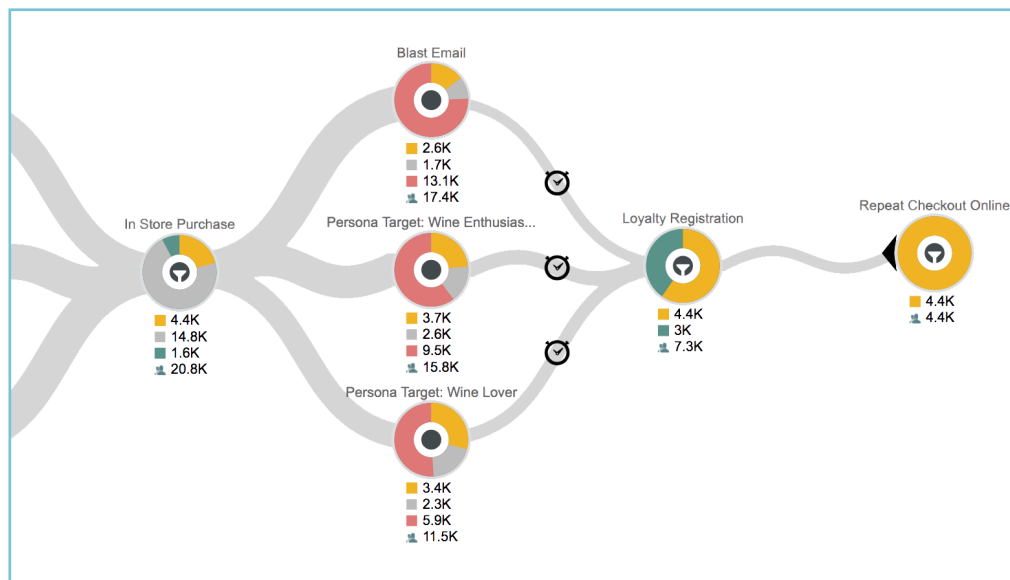 Blast Email
2.6K
1.7K
13.1K
17.4K
In Store Purchase
4.4K
14.8K
1.6K
20.8K
Persona Target: Wine Enthusias...
3.7K
2.6K
9.5K
15.8K
Persona Target: Wine Lover
3.4K
2.3K
5.9K
11.5K
Loyalty Registration
4.4K
3K
7.3K
Repeat Checkout Online
4.4K
4.4K